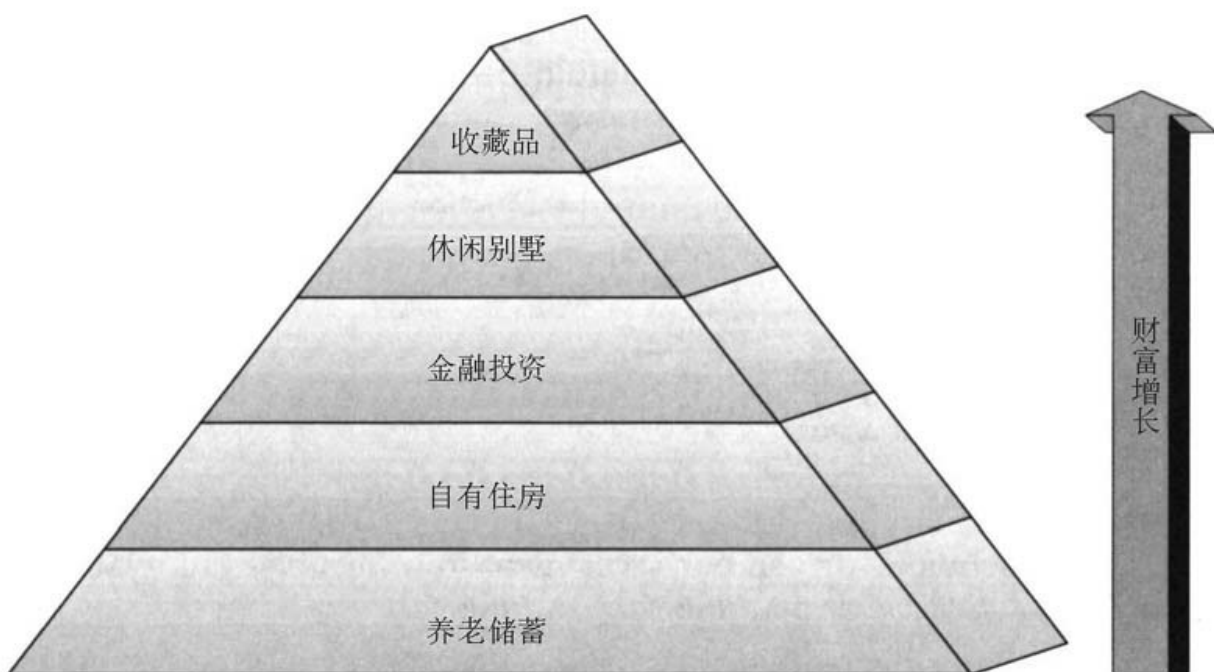 收藏品
休闲别墅
金融投资
自有住房
养老储蓄
财富增长